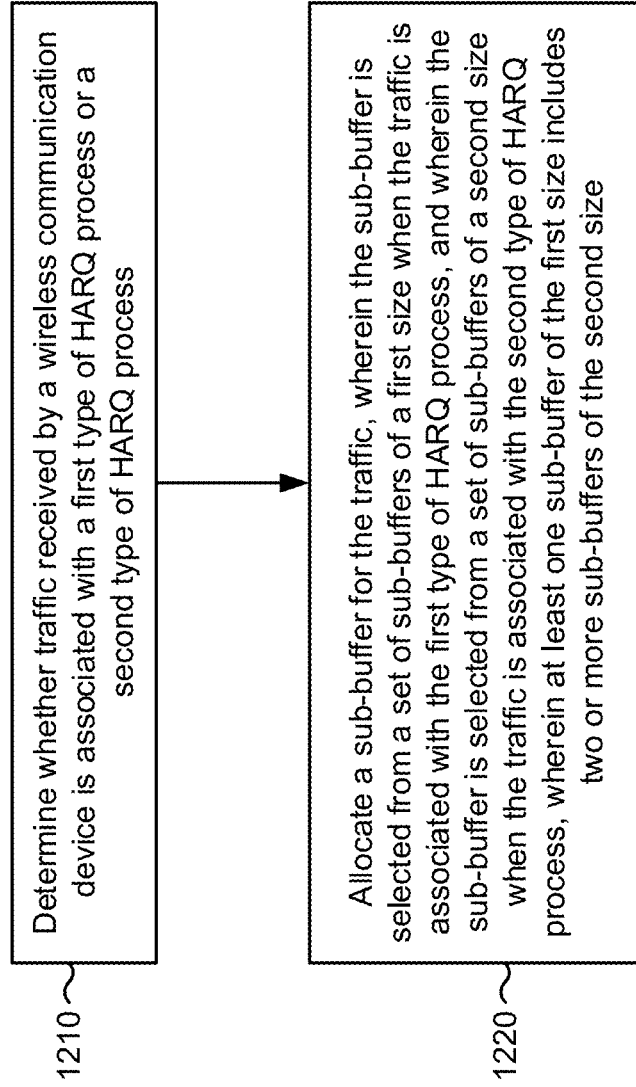 1210
Determine whether traffic received by a wireless communication
device is associated with a first type of HARQ process or a
second type of HARQ process
1220
Allocate a sub-buffer for the traffic, wherein the sub-buffer is
selected from a set of sub-buffers of a first size when the traffic is
associated with the first type of HARQ process, and wherein the
sub-buffer is selected from a set of sub-buffers of a second size
when the traffic is associated with the second type of HARQ
process, wherein at least one sub-buffer of the first size includes
two or more sub-buffers of the second size